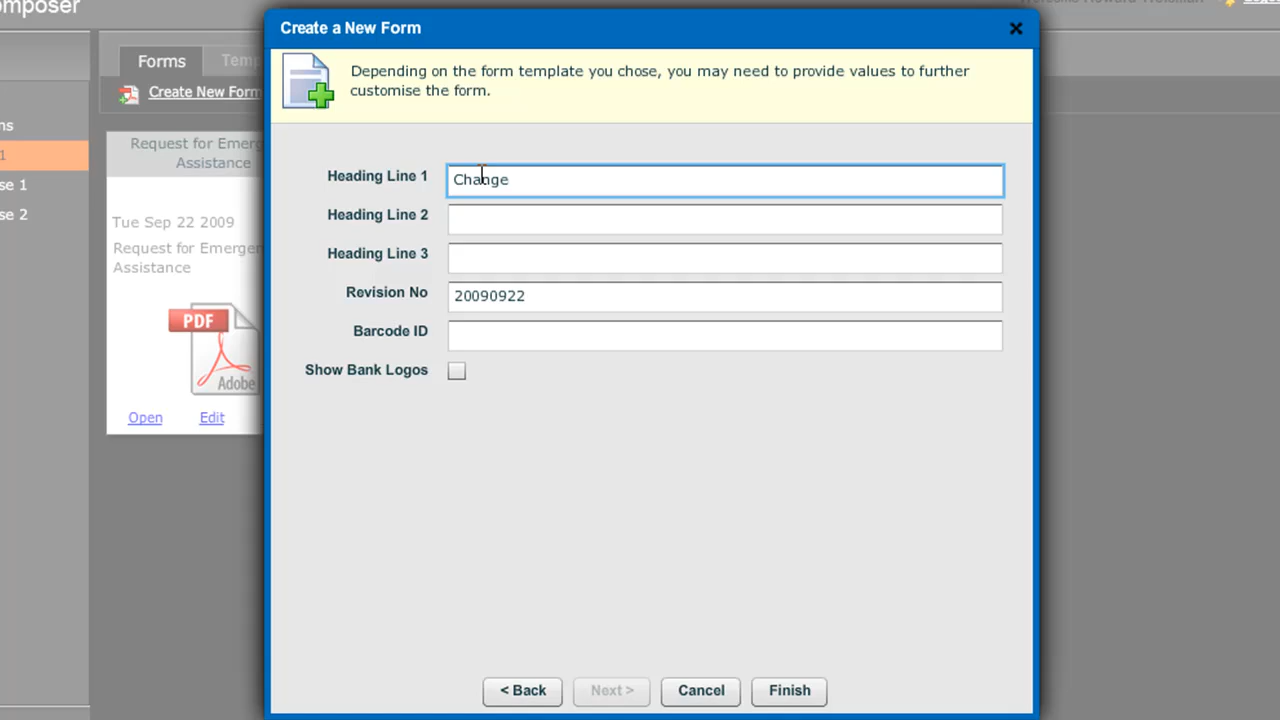 omposer
Create a New Form
Depending on the form template you chose, you may need to provide values to further
customise the form.
Forms
Temp
Create New Form
ns
1
se 1
se 2
Request for Emerg
Assistance
Tue Sep 22 2009
Request for Emergen
Assistance
PDF
Adobe
Open Edit
Heading Line 1 Change
Heading Line 2
Heading Line 3
Revision No 20090922
Barcode ID
Show Bank Logos
< Back Next > Cancel Finish